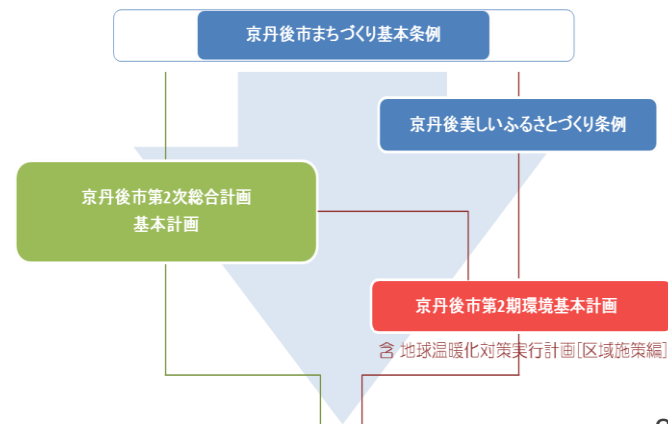 京丹後市まちづくり基本条例
京丹後美しいふるさとづくり条例
京丹後市第2次総合計画
基本計画
京丹後市第2期環境基本計画
含 地球温暖化対策実行計画[区域施策編]